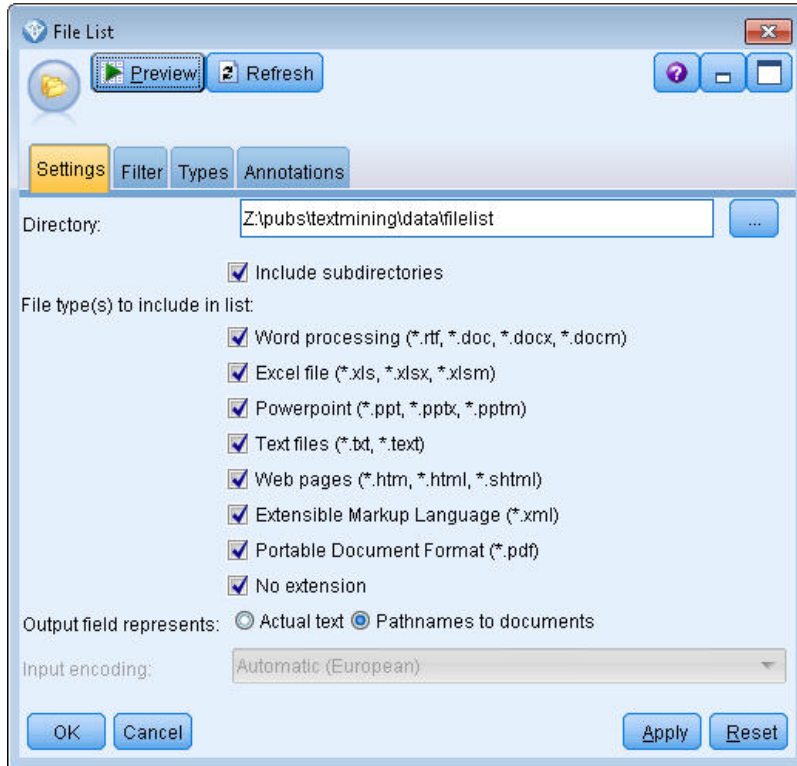 File List
Preview Refresh
Settings Filter Types Annotations
Directory: Z:\pubs\textmining\data\filelist ...
Include subdirectories
File type(s) to include in list:
Word processing (*.rtf, *.doc, *.docx, *.docm)
Excel file (*.xls, *.xlsx, *.xlsm)
Powerpoint (*.ppt, *.pptx, *.pptm)
Text files (*.txt, *.text)
Web pages (*.htm, *.html, *.shtml)
Extensible Markup Language (*.xml)
Portable Document Format (*.pdf)
No extension
Output field represents: Actual text Pathnames to documents
Input encoding: Automatic (European)
OK Cancel Apply Reset